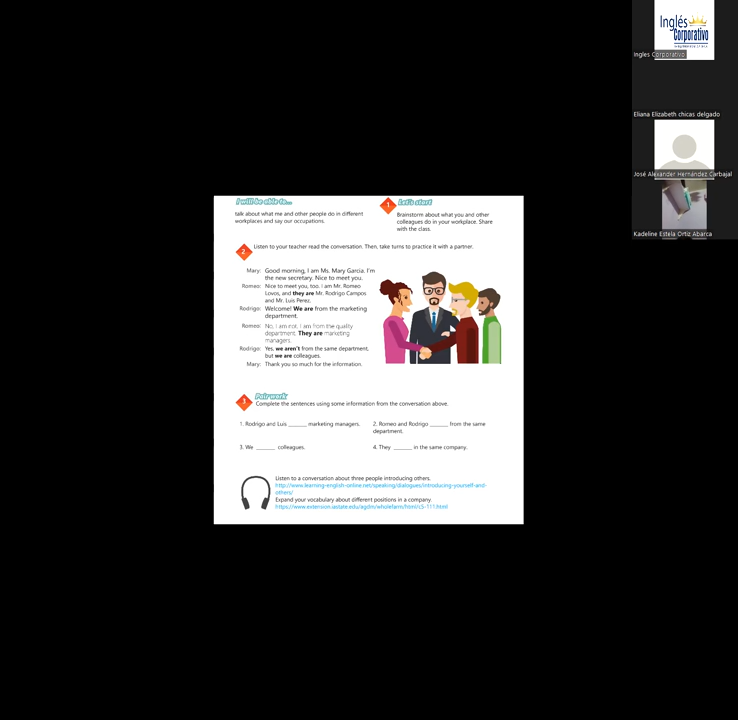 I will be able to...
talk about what me and other people do in different
workplaces and say our occupations.
1
Let's start
Brainstorm about what you and other
colleagues do in your workplace. Share
with the class.
2
Listen to your teacher read the conversation. Then, take turns to practice it with a partner.
Mary: Good morning, I am Ms. Mary Garcia. I'm
the new secretary. Nice to meet you.
Romeo: Nice to meet you, too. I am Mr. Romeo
Lovos, and they are Mr. Rodrigo Campos
and Mr. Luis Perez.
Rodrigo: Welcome! We are from the marketing
department.
Romeo: No, I am not. I am from the quality
department. They are marketing
managers.
Rodrigo: Yes, we aren't from the same department,
but we are colleagues.
Mary: Thank you so much for the information.
3
Pair work
Complete the sentences using some information from the conversation above.
1. Rodrigo and Luis ______ marketing managers.
2. Romeo and Rodrigo ______ from the same
department.
3. We ______ colleagues.
4. They ______ in the same company.
Listen to a conversation about three people introducing others.
http://www.learning-english-online.net/speaking/dialogues/introducing-yourself-and-
others/
Expand your vocabulary about different positions in a company.
https://www.extension.iastate.edu/agdm/wholefarm/html/c5-111.html
Inglés
Corporativo
Ingles Corporativo
Eliana Elizabeth chicas delgado
José Alexander Hernández Carbajal
Kadeline Estela Ortiz Abarca